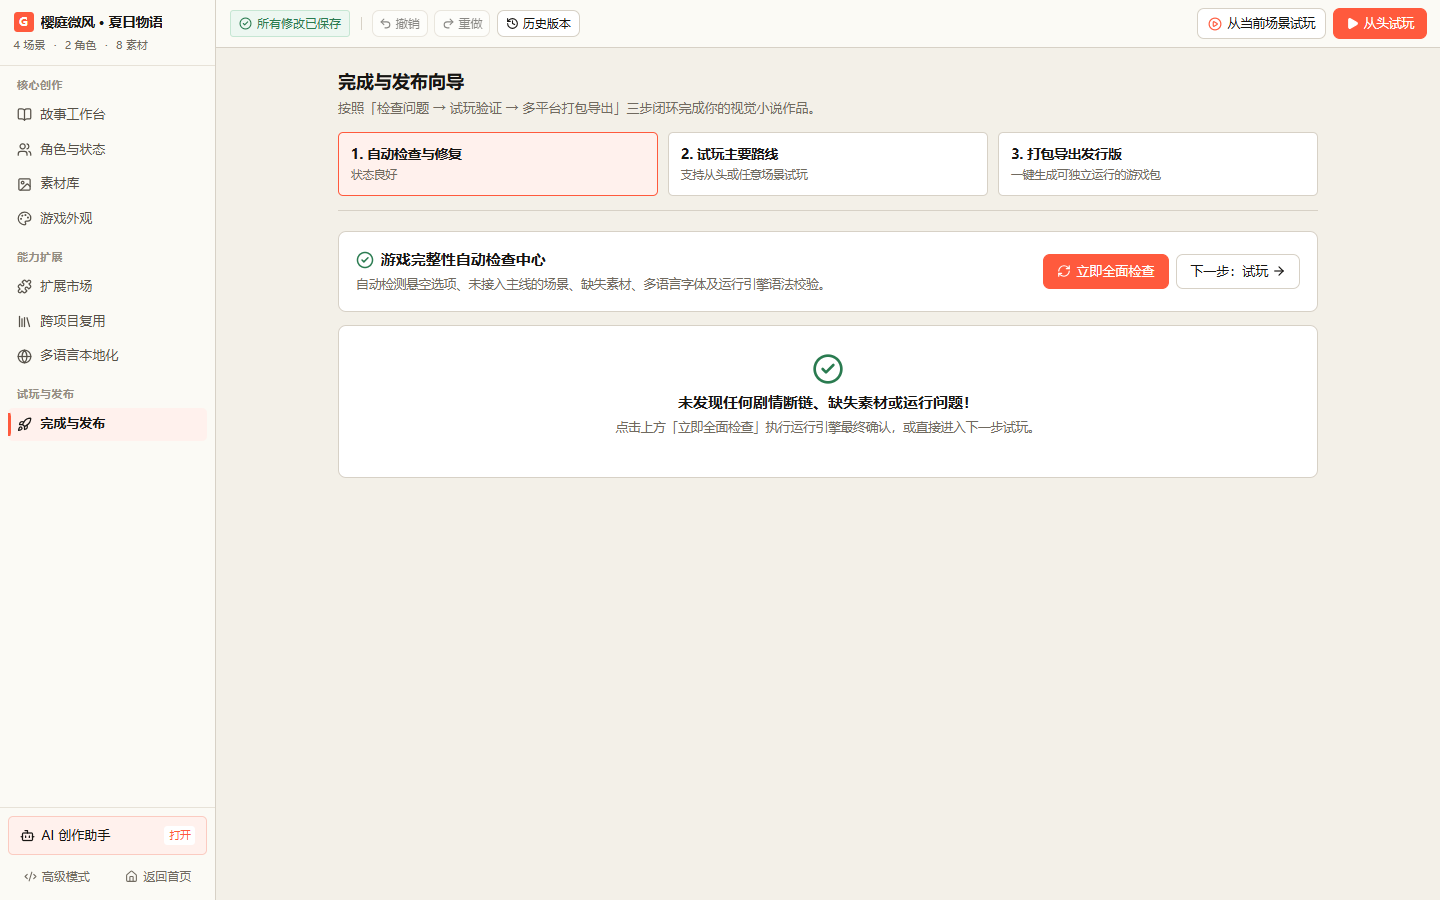 G 樱庭微风 • 夏日物语
4 场景 · 2 角色 · 8 素材
核心创作
故事工作台
角色与状态
素材库
游戏外观
能力扩展
扩展市场
跨项目复用
多语言本地化
试玩与发布
完成与发布
AI 创作助手 打开
高级模式 返回首页
所有修改已保存 撤销 重做 历史版本 从当前场景试玩 从头试玩
完成与发布向导
按照「检查问题 → 试玩验证 → 多平台打包导出」三步闭环完成你的视觉小说作品。
1. 自动检查与修复
状态良好
2. 试玩主要路线
支持从头或任意场景试玩
3. 打包导出发行版
一键生成可独立运行的游戏包
游戏完整性自动检查中心
自动检测悬空选项、未接入主线的场景、缺失素材、多语言字体及运行引擎语法校验。
立即全面检查 下一步：试玩 →
未发现任何剧情断链、缺失素材或运行问题！
点击上方「立即全面检查」执行运行引擎最终确认，或直接进入下一步试玩。